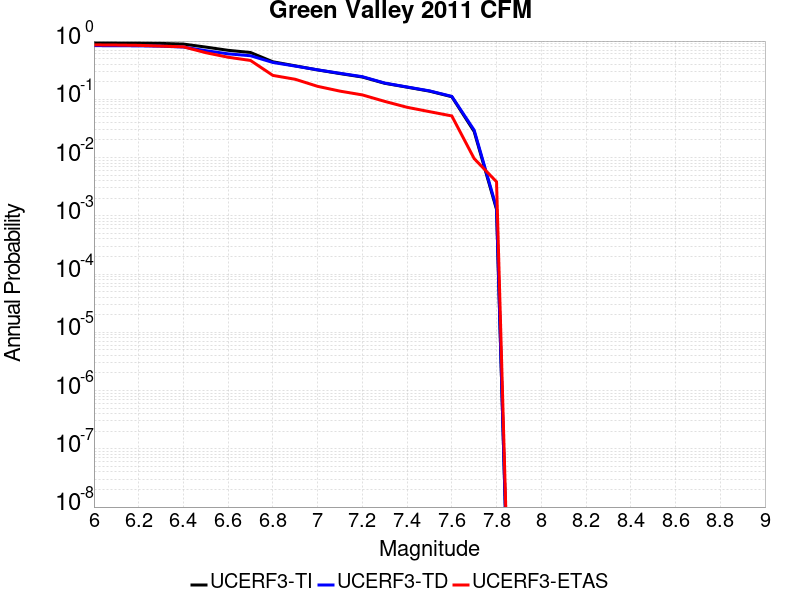 Green Valley 2011 CFM
Annual Probability
10^0
10^-1
10^-2
10^-3
10^-4
10^-5
10^-6
10^-7
10^-8
6 6.2 6.4 6.6 6.8 7 7.2 7.4 7.6 7.8 8 8.2 8.4 8.6 8.8 9
Magnitude
UCERF3-TI UCERF3-TD UCERF3-ETAS